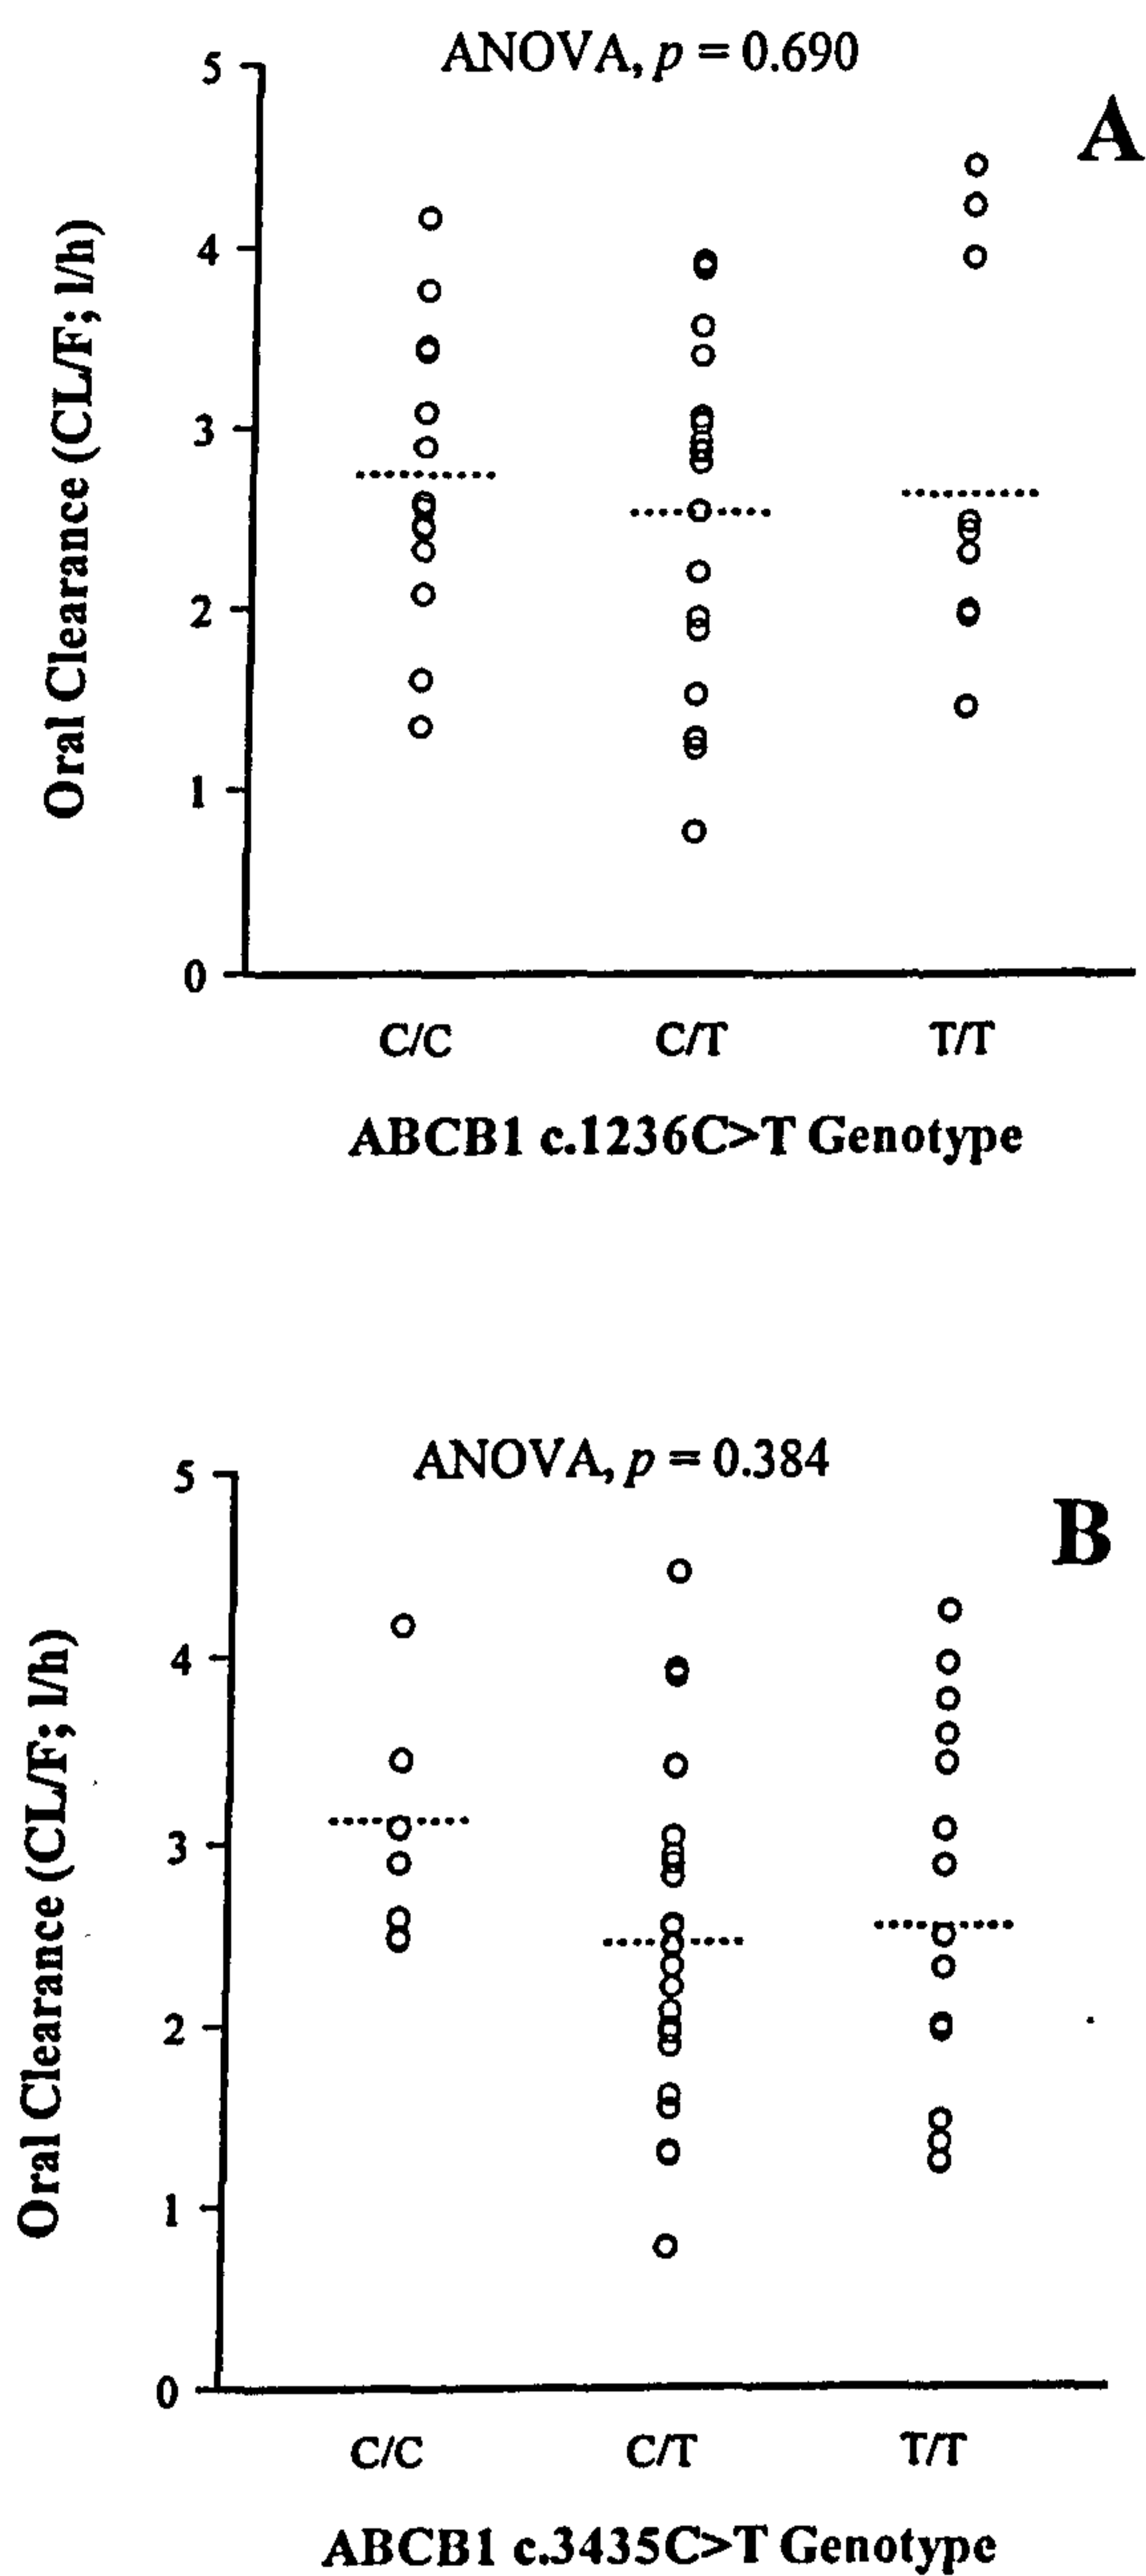 ANOVA, p = 0.690
A
Oral Clearance (CL/F; l/h)
5
4
3
2
1
0
C/C C/T T/T
ABCB1 c.1236C>T Genotype
ANOVA, p = 0.384
B
Oral Clearance (CL/F; l/h)
5
4
3
2
1
0
C/C C/T T/T
ABCB1 c.3435C>T Genotype